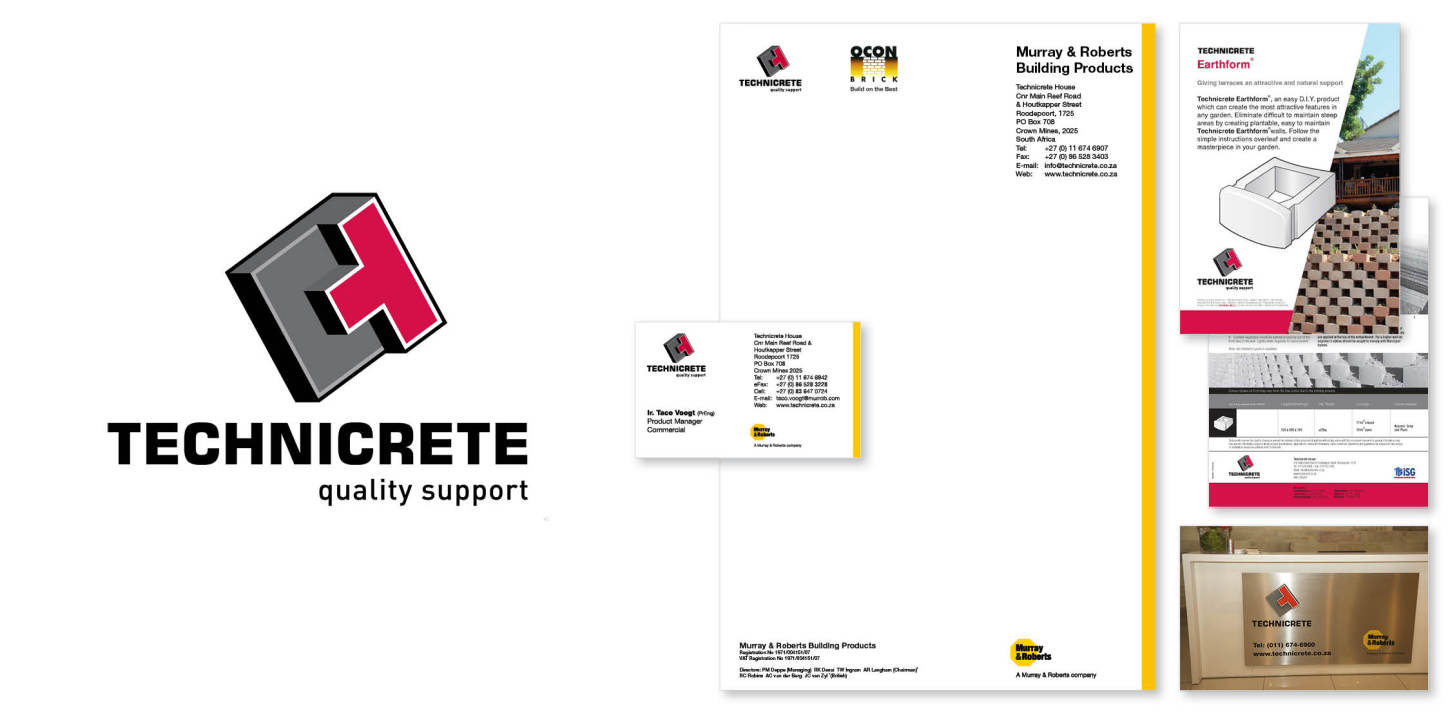 TECHNICRETE
quality support
TECHNICRETE
quality support
OCON
BRICK
Build on the Best
Murray & Roberts
Building Products
Technicrete House
Cnr Main Reef Road
& Houtkapper Street
Roodepoort, 1725
PO Box 708
Crown Mines, 2025
South Africa
Tel: +27 (0) 11 674 6907
Fax: +27 (0) 86 528 3403
E-mail: info@technicrete.co.za
Web: www.technicrete.co.za
TECHNICRETE
quality support
Ir. Taco Voogt (PrEng)
Product Manager
Commercial
Technicrete House
Cnr Main Reef Road &
Houtkapper Street
Roodepoort 1725
PO Box 708
Crown Mines 2025
Tel: +27 (0) 11 674 6942
eFax: +27 (0) 86 528 3228
Cell: +27 (0) 83 647 0724
E-mail: taco.voogt@murrob.com
Web: www.technicrete.co.za
Murray
& Roberts
A Murray & Roberts company
Murray & Roberts Building Products
Registration No 1971/004151/07
VAT Registration No 1971/004151/07
Directors: PM Deppe (Managing) RK Desai TW Ingram AR Langham (Chairman)
RC Robins AC van der Berg JC van Zyl (British)
Murray
& Roberts
A Murray & Roberts company
TECHNICRETE
Earthform®
Giving terraces an attractive and natural support
Technicrete Earthform®, an easy D.I.Y. product
which can create the most attractive features in
any garden. Eliminate difficult to maintain steep
areas by creating plantable, easy to maintain
Technicrete Earthform® walls. Follow the
simple instructions overleaf and create a
masterpiece in your garden.
TECHNICRETE
quality support
TECHNICRETE
quality support
ISG
TECHNICRETE
Tel: (011) 674-6900
www.technicrete.co.za
Murray
& Roberts